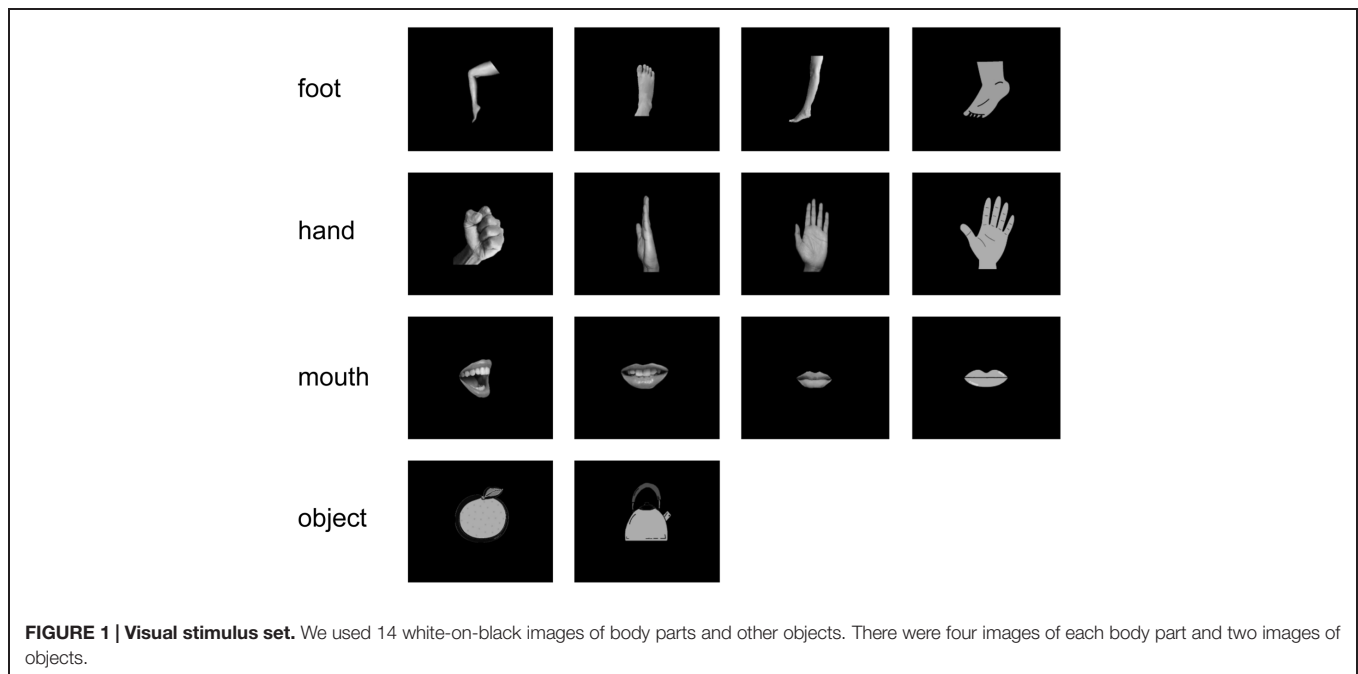 foot
hand
mouth
object
FIGURE 1 | Visual stimulus set. We used 14 white-on-black images of body parts and other objects. There were four images of each body part and two images of
objects.